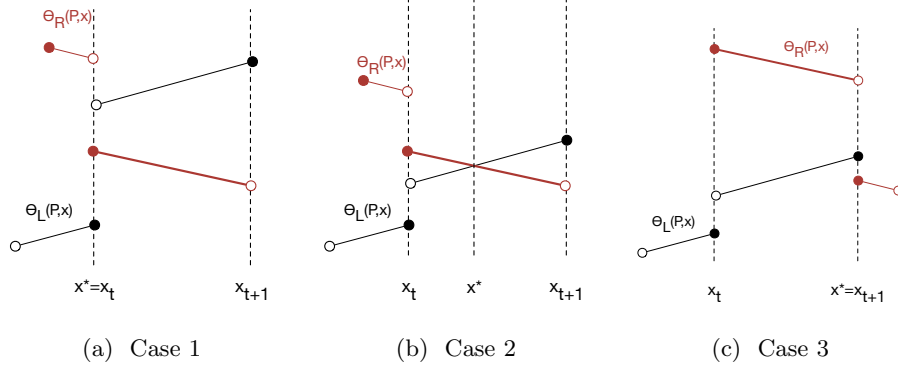 Θ_R(P,x)
Θ_L(P,x)
x*=x_t
x_{t+1}
(a) Case 1
Θ_R(P,x)
Θ_L(P,x)
x_t
x*
x_{t+1}
(b) Case 2
Θ_R(P,x)
Θ_L(P,x)
x_t
x*=x_{t+1}
(c) Case 3